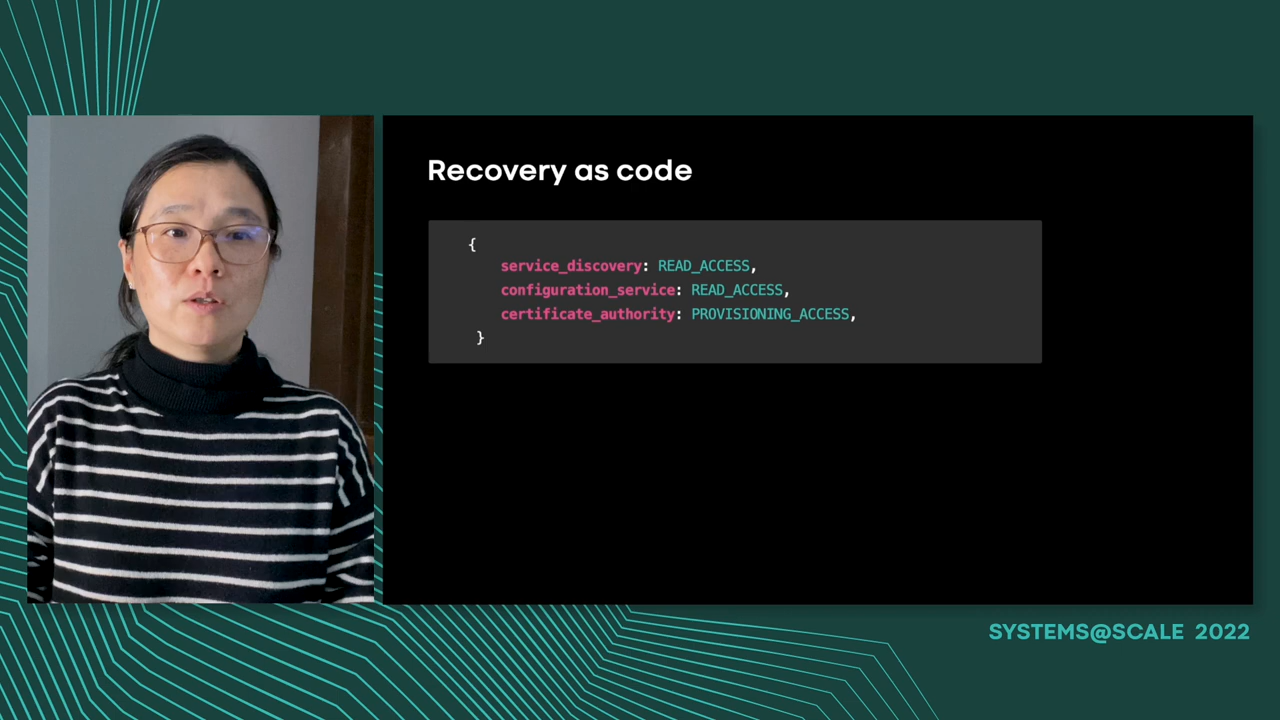 Recovery as code
{
service_discovery: READ_ACCESS,
configuration_service: READ_ACCESS,
certificate_authority: PROVISIONING_ACCESS,
}
SYSTEMS@SCALE 2022